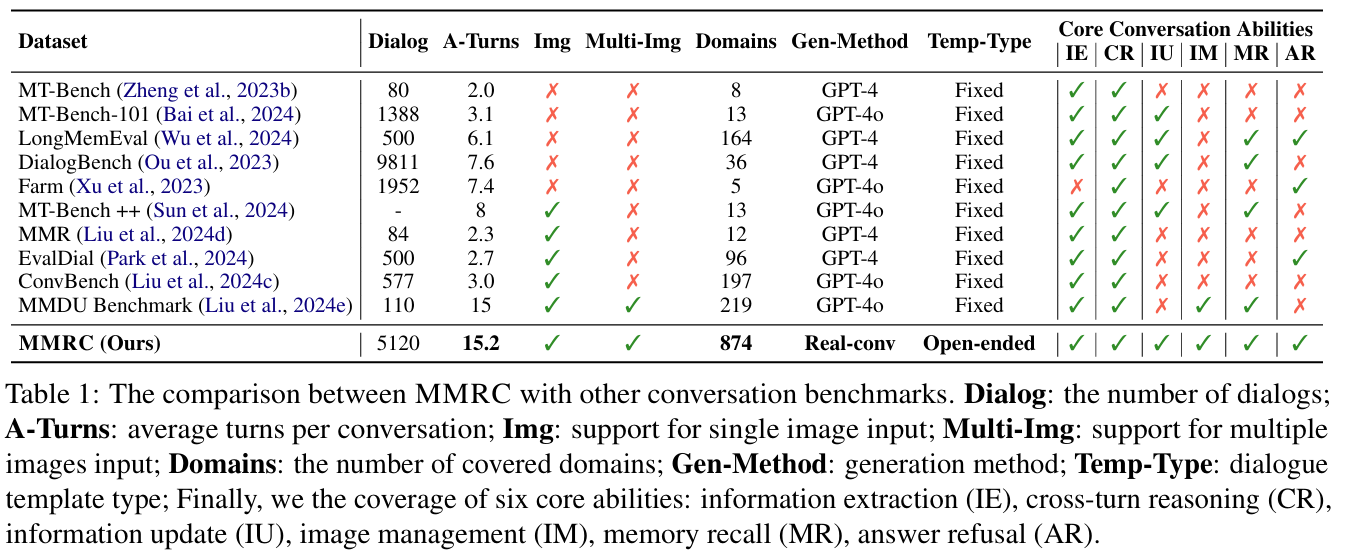 Dataset Dialog A-Turns Img Multi-Img Domains Gen-Method Temp-Type Core Conversation Abilities
IE CR IU IM MR AR
MT-Bench (Zheng et al., 2023b) 80 2.0 ✗ ✗ 8 GPT-4 Fixed ✓ ✓ ✗ ✗ ✗ ✗
MT-Bench-101 (Bai et al., 2024) 1388 3.1 ✗ ✗ 13 GPT-4o Fixed ✓ ✓ ✓ ✗ ✗ ✗
LongMemEval (Wu et al., 2024) 500 6.1 ✗ ✗ 164 GPT-4 Fixed ✓ ✓ ✓ ✗ ✓ ✓
DialogBench (Ou et al., 2023) 9811 7.6 ✗ ✗ 36 GPT-4 Fixed ✓ ✓ ✓ ✗ ✓ ✗
Farm (Xu et al., 2023) 1952 7.4 ✗ ✗ 5 GPT-4o Fixed ✗ ✓ ✗ ✗ ✗ ✓
MT-Bench ++ (Sun et al., 2024) - 8 ✓ ✗ 13 GPT-4o Fixed ✓ ✓ ✓ ✗ ✓ ✗
MMR (Liu et al., 2024d) 84 2.3 ✓ ✗ 12 GPT-4 Fixed ✓ ✓ ✗ ✗ ✗ ✗
EvalDial (Park et al., 2024) 500 2.7 ✓ ✗ 96 GPT-4 Fixed ✓ ✓ ✗ ✗ ✗ ✓
ConvBench (Liu et al., 2024c) 577 3.0 ✓ ✗ 197 GPT-4o Fixed ✓ ✓ ✗ ✗ ✗ ✗
MMDU Benchmark (Liu et al., 2024e) 110 15 ✓ ✓ 219 GPT-4o Fixed ✓ ✓ ✗ ✓ ✓ ✗
MMRC (Ours) 5120 15.2 ✓ ✓ 874 Real-conv Open-ended ✓ ✓ ✓ ✓ ✓ ✓
Table 1: The comparison between MMRC with other conversation benchmarks. Dialog: the number of dialogs;
A-Turns: average turns per conversation; Img: support for single image input; Multi-Img: support for multiple
images input; Domains: the number of covered domains; Gen-Method: generation method; Temp-Type: dialogue
template type; Finally, we the coverage of six core abilities: information extraction (IE), cross-turn reasoning (CR),
information update (IU), image management (IM), memory recall (MR), answer refusal (AR).